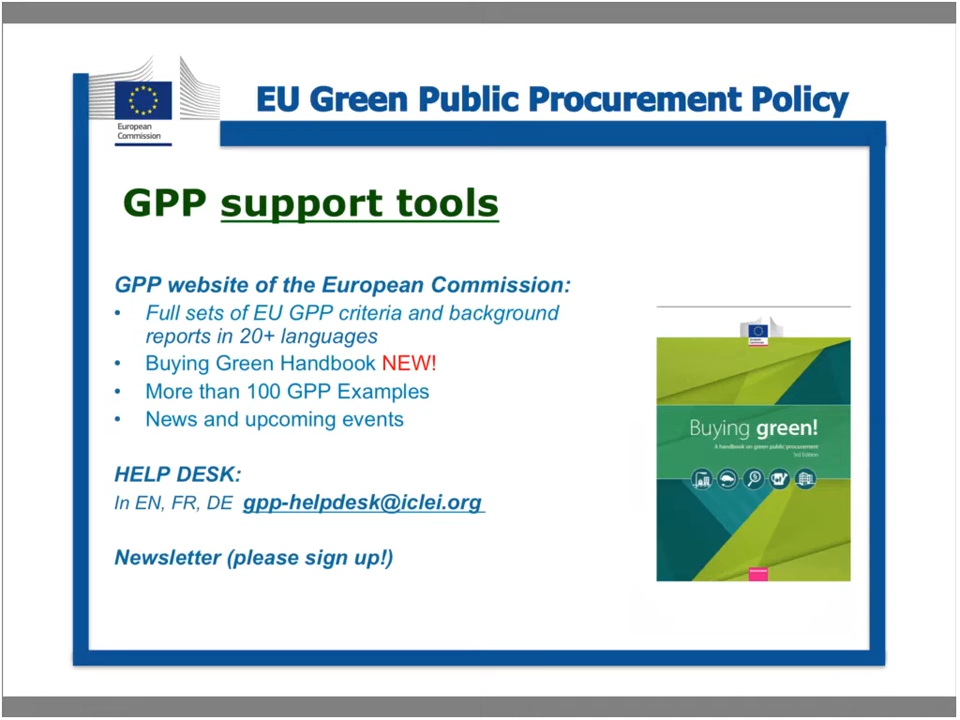 European
Commission
EU Green Public Procurement Policy
GPP support tools
GPP website of the European Commission:
• Full sets of EU GPP criteria and background
reports in 20+ languages
• Buying Green Handbook NEW!
• More than 100 GPP Examples
• News and upcoming events
HELP DESK:
In EN, FR, DE gpp-helpdesk@iclei.org
Newsletter (please sign up!)
Buying green!
A handbook on green public procurement
3rd Edition